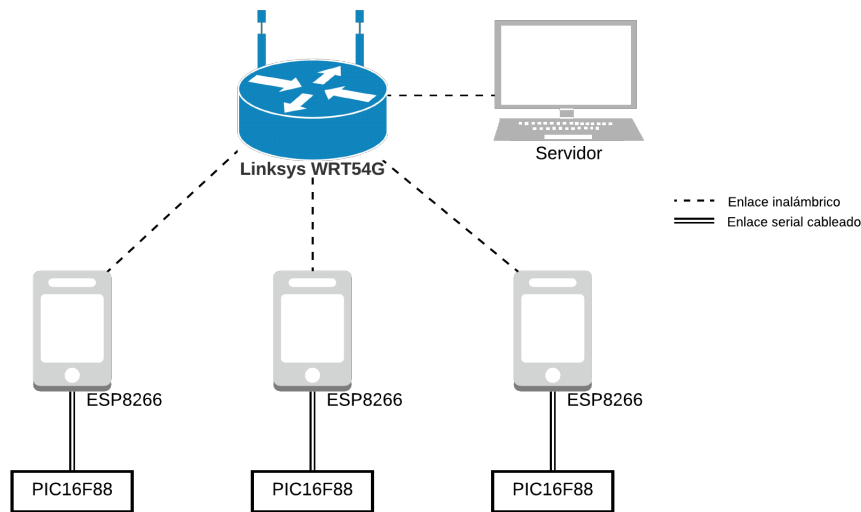 Servidor
Linksys WRT54G
Enlace inalámbrico
Enlace serial cableado
ESP8266
ESP8266
ESP8266
PIC16F88
PIC16F88
PIC16F88